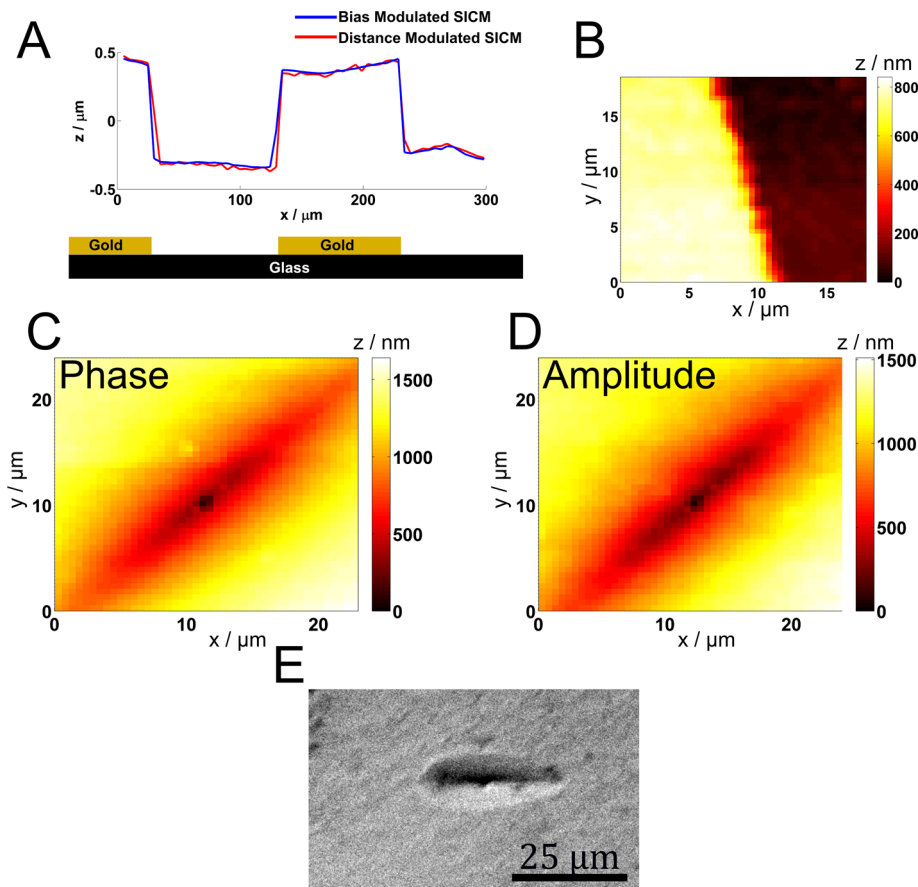 A
Bias Modulated SICM
Distance Modulated SICM
0.5
0
-0.5
z / μm
0 100 200 300
x / μm
Gold Gold
Glass
B
z / nm
15
10
5
0
y / μm
0 5 10 15
x / μm
800
600
400
200
0
C
Phase
z / nm
20
10
0
y / μm
0 10 20
x / μm
1500
1000
500
0
D
Amplitude
z / nm
20
10
0
y / μm
0 10 20
x / μm
1500
1000
500
0
E
25 μm